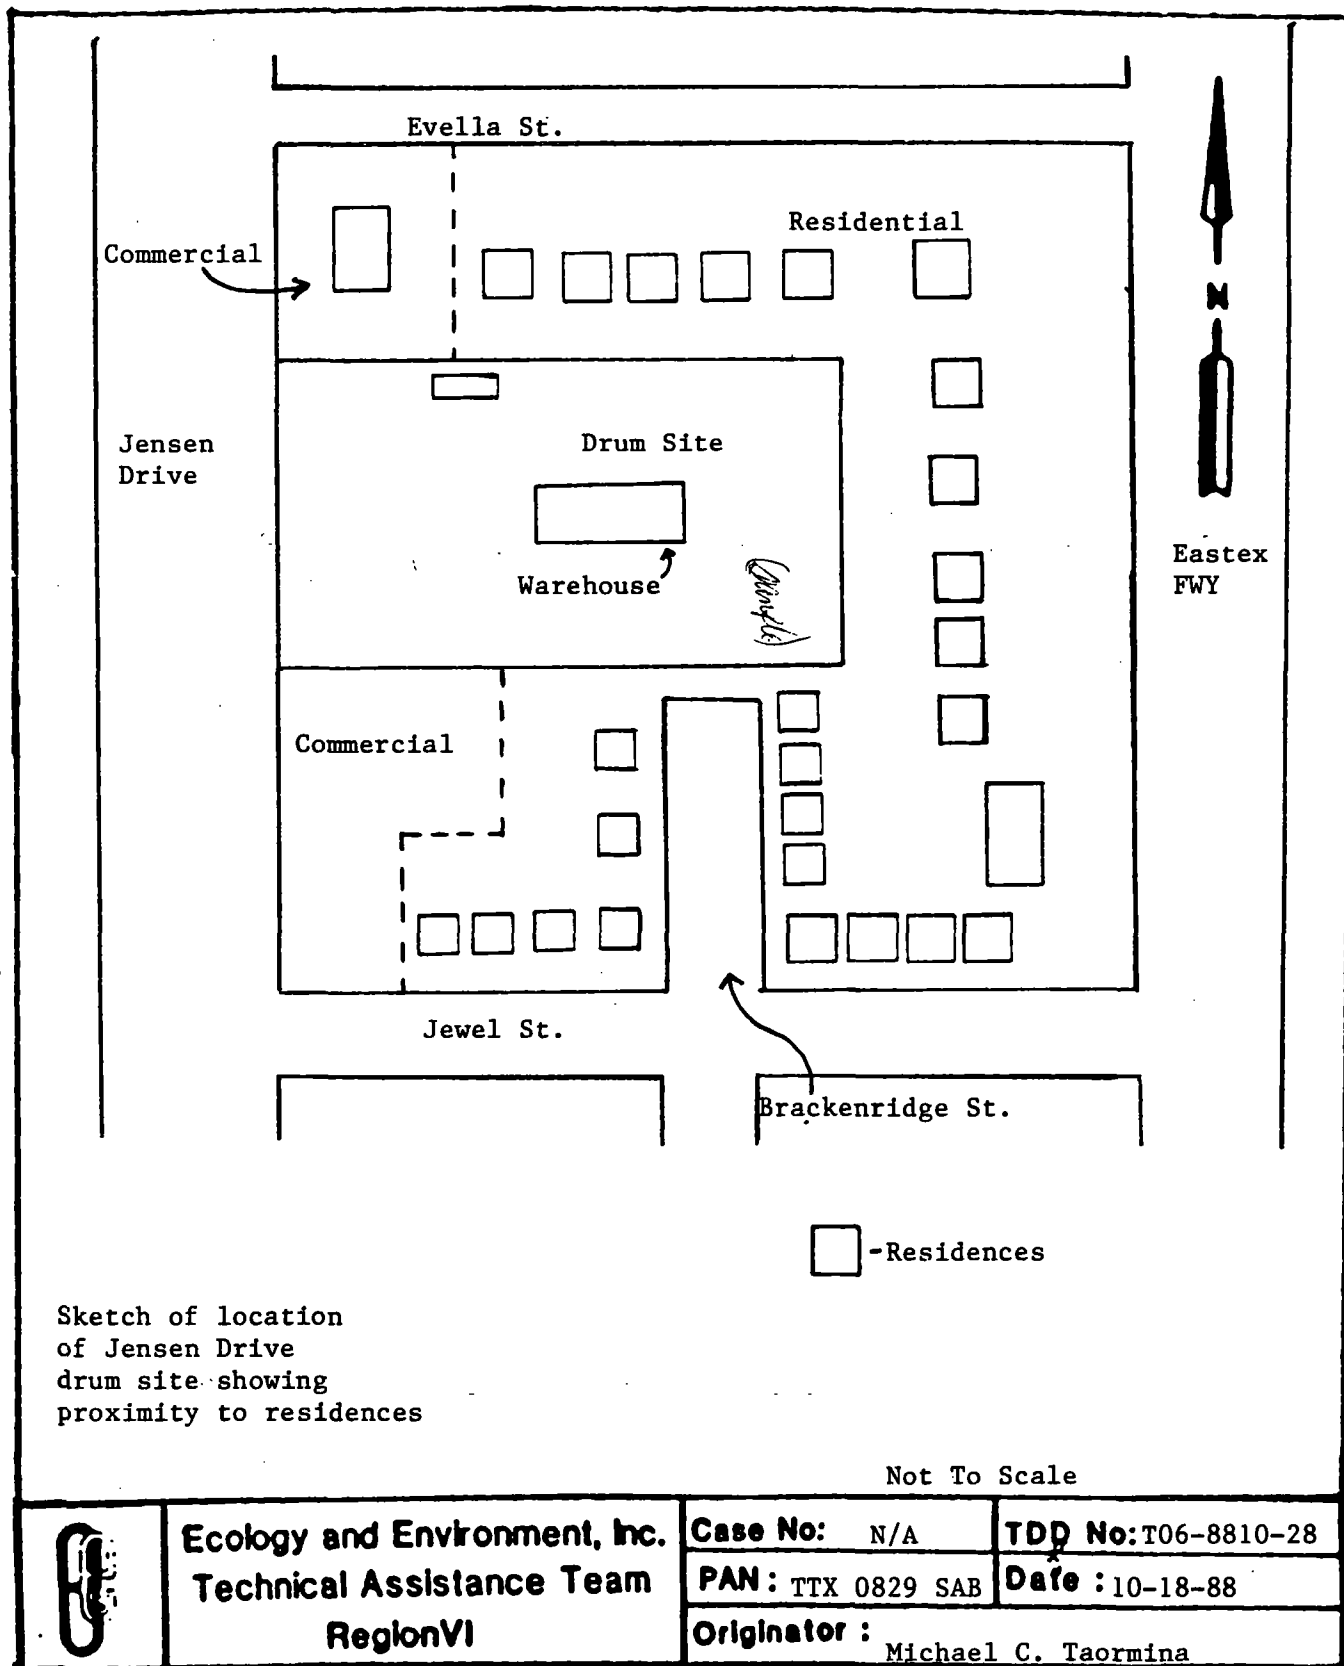 Evella St.
Residential
Commercial
Jensen
Drive
Drum Site
Warehouse
Eastex
FWY
N
Commercial
Jewel St.
Brackenridge St.
-Residences
Sketch of location
of Jensen Drive
drum site showing
proximity to residences
Not To Scale
Ecology and Environment, Inc.
Technical Assistance Team
RegionVI
Case No: N/A
TDD No: T06-8810-28
PAN: TTX 0829 SAB
Date: 10-18-88
Originator: Michael C. Taormina